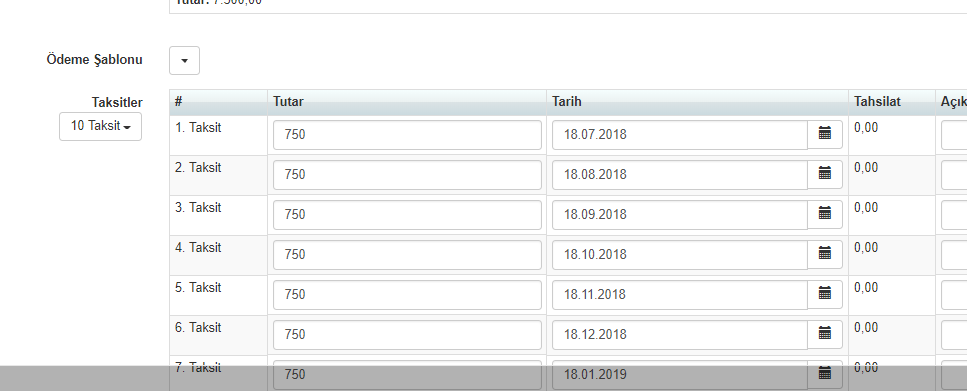 Tutar: 7.500,00
Ödeme Şablonu
Taksitler
10 Taksit
# Tutar Tarih Tahsilat Açık
1. Taksit 750 18.07.2018 0,00
2. Taksit 750 18.08.2018 0,00
3. Taksit 750 18.09.2018 0,00
4. Taksit 750 18.10.2018 0,00
5. Taksit 750 18.11.2018 0,00
6. Taksit 750 18.12.2018 0,00
7. Taksit 750 18.01.2019 0,00